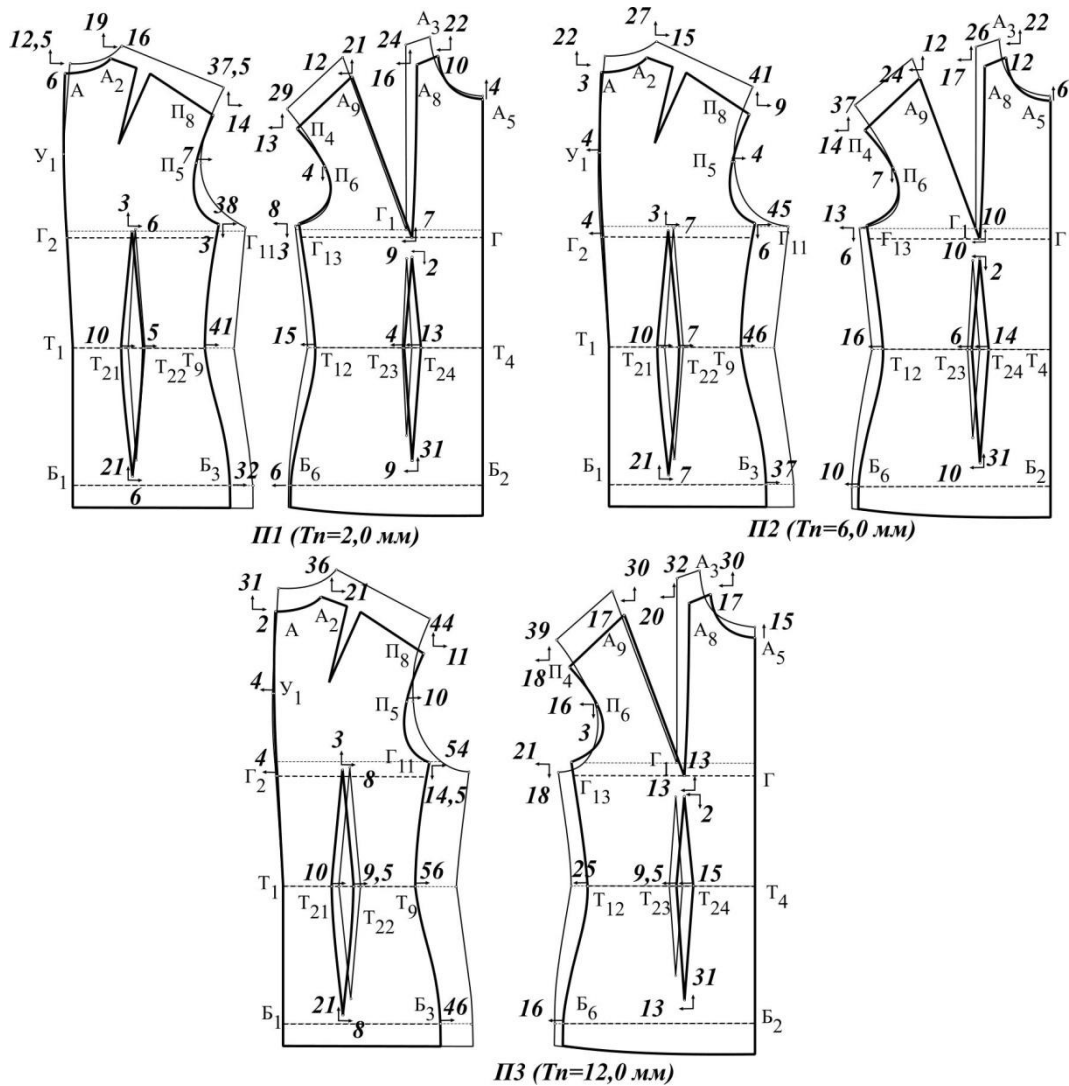 12,5 19 16 37,5
6 А А₂ П₈ 14
У₁ 7 П₅
3 6 38
Г₂ 3 Г₁₁
10 5 41
Т₁ Т₂₁ Т₂₂ Т₉
21 6
Б₁ Б₃ 32
29 12 21 24 А₃ 22
16 10 4
А₉ А₈ А₅
13 П₄
4 П₆
8 3 Г₁₃ Г₁ 7 Г
9 2
15 4 13
Т₁₂ Т₂₃ Т₂₄ Т₄
6 Б₆ 9 31 Б₂
П1 (Тп=2,0 мм)
22 27 15 41
3 А А₂ П₈ 9
4 У₁ П₅ 4
4 3 7 45
Г₂ 6 Г₁₁
10 7 46
Т₁ Т₂₁ Т₂₂ Т₉
21 7
Б₁ Б₃ 37
37 24 12 26 А₃ 22
17 12 6
А₉ А₈ А₅
14 П₄
7 П₆
13 6 Г₁₃ Г₁ 10 Г
10 2
16 6 14
Т₁₂ Т₂₃ Т₂₄ Т₄
10 Б₆ 10 31 Б₂
П2 (Тп=6,0 мм)
31 36 21 44
2 А А₂ П₈ 11
4 У₁ П₅ 10
4 3 8 Г₁₁ 54
Г₂ 14,5
10 9,5 56
Т₁ Т₂₁ Т₂₂ Т₉
21 8
Б₁ Б₃ 46
39 17 30 32 А₃ 30
20 17 15
А₉ А₈ А₅
18 П₄
16 П₆
3
21 18 Г₁₃ Г₁ 13 Г
13 2
25 9,5 15
Т₁₂ Т₂₃ Т₂₄ Т₄
16 Б₆ 13 31 Б₂
П3 (Тп=12,0 мм)